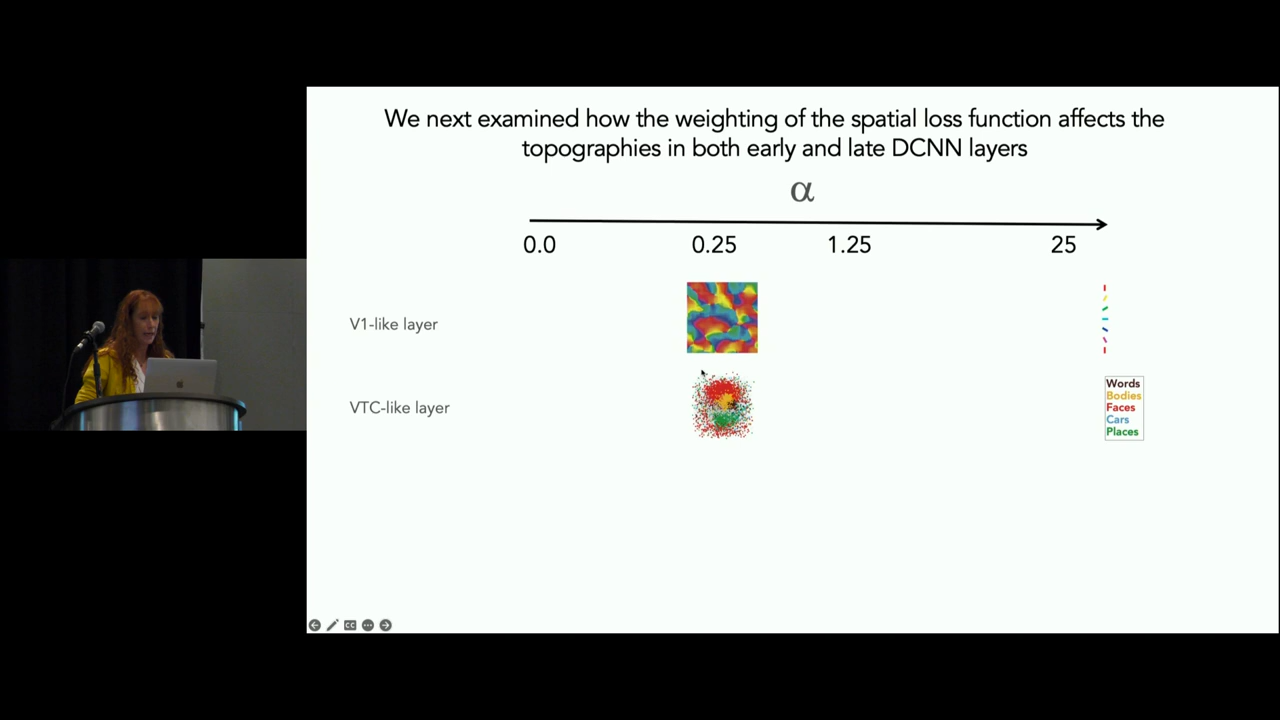 We next examined how the weighting of the spatial loss function affects the
topographies in both early and late DCNN layers
α
0.0 0.25 1.25 25
V1-like layer
VTC-like layer
Words
Bodies
Faces
Cars
Places
CC